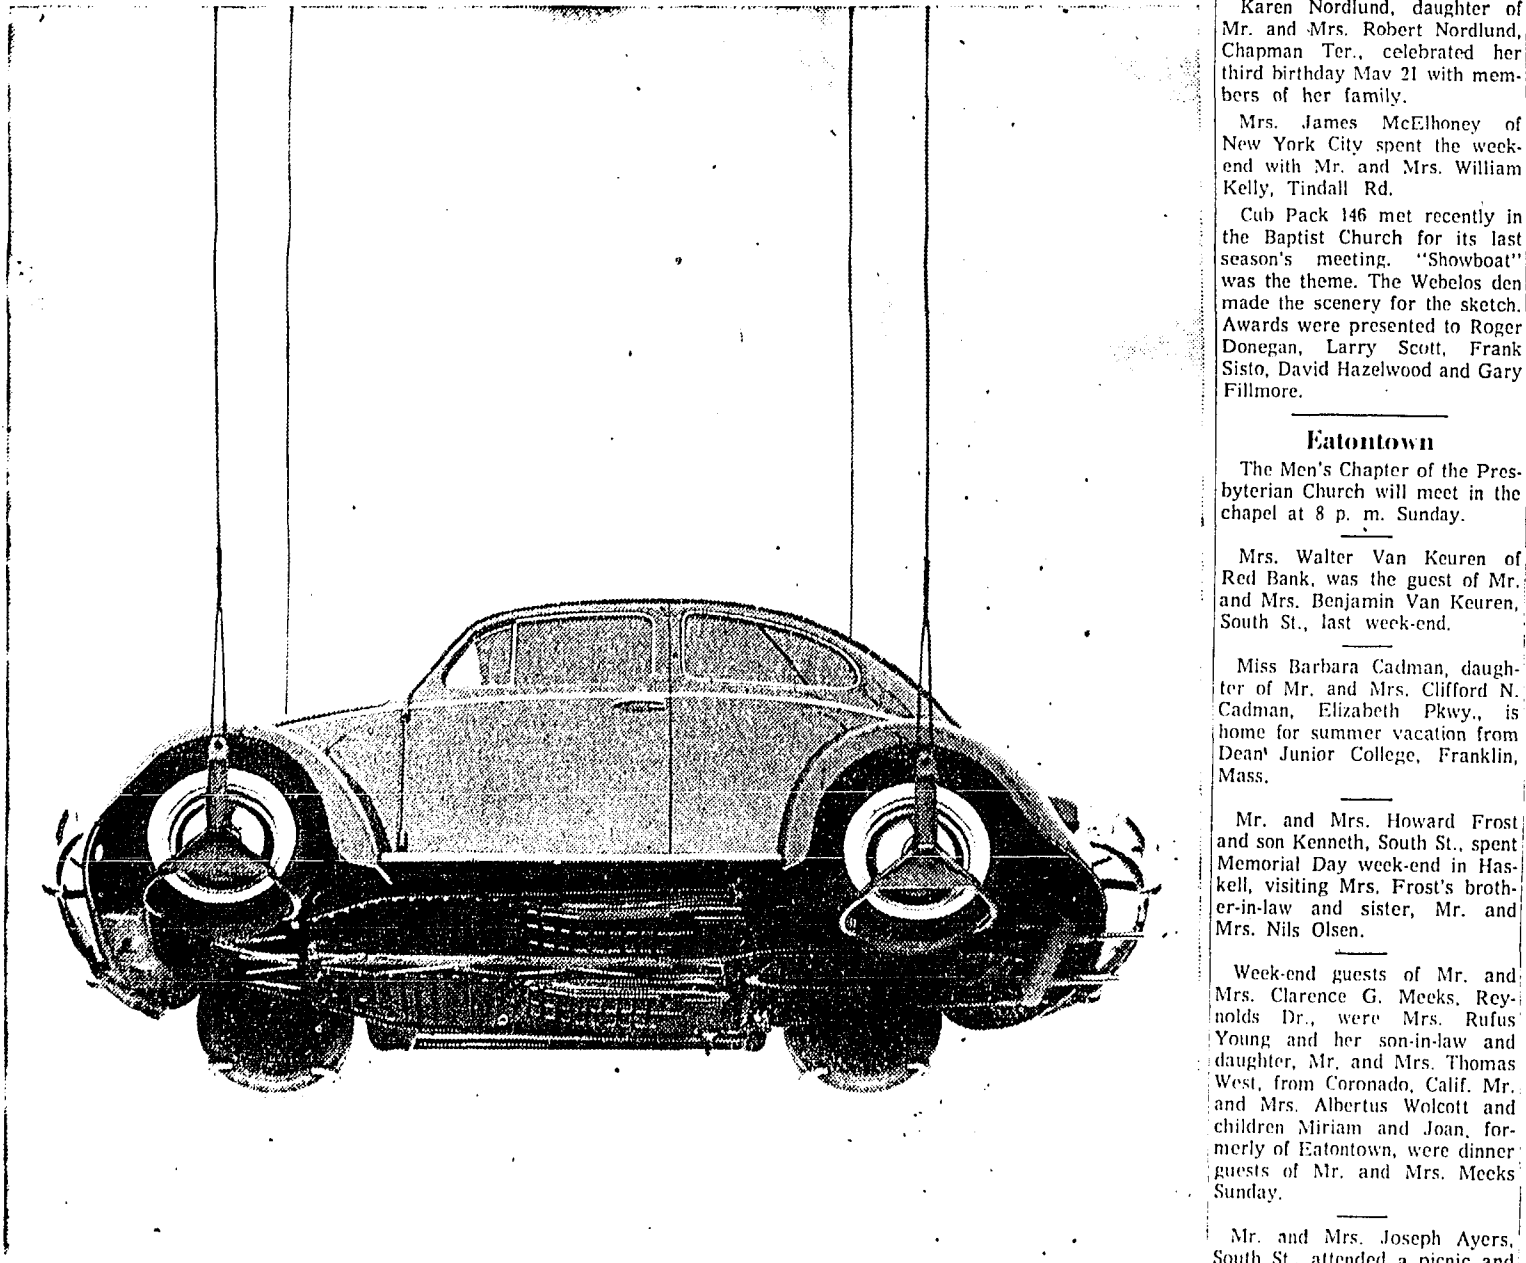 Karen Nordlund, daughter of
Mr. and Mrs. Robert Nordlund,
Chapman Ter., celebrated her
third birthday May 21 with mem-
bers of her family.
Mrs. James McElhoney of
New York City spent the week-
end with Mr. and Mrs. William
Kelly, Tindall Rd.
Cub Pack 146 met recently in
the Baptist Church for its last
season's meeting. "Showboat"
was the theme. The Webelos den
made the scenery for the sketch.
Awards were presented to Roger
Donegan, Larry Scott, Frank
Sisto, David Hazelwood and Gary
Fillmore.
Eatontown
The Men's Chapter of the Pres-
byterian Church will meet in the
chapel at 8 p. m. Sunday.
Mrs. Walter Van Keuren of
Red Bank, was the guest of Mr.
and Mrs. Benjamin Van Keuren,
South St., last week-end.
Miss Barbara Cadman, daugh-
ter of Mr. and Mrs. Clifford N.
Cadman, Elizabeth Pkwy., is
home for summer vacation from
Dean Junior College, Franklin,
Mass.
Mr. and Mrs. Howard Frost
and son Kenneth, South St., spent
Memorial Day week-end in Has-
kell, visiting Mrs. Frost's broth-
er-in-law and sister, Mr. and
Mrs. Nils Olsen.
Week-end guests of Mr. and
Mrs. Clarence G. Meeks, Rey-
nolds Dr., were Mrs. Rufus
Young and her son-in-law and
daughter, Mr. and Mrs. Thomas
West, from Coronado, Calif. Mr.
and Mrs. Albertus Wolcott and
children Miriam and Joan, for-
merly of Eatontown, were dinner
guests of Mr. and Mrs. Meeks
Sunday.
Mr. and Mrs. Joseph Ayers,
South St., attended a picnic and